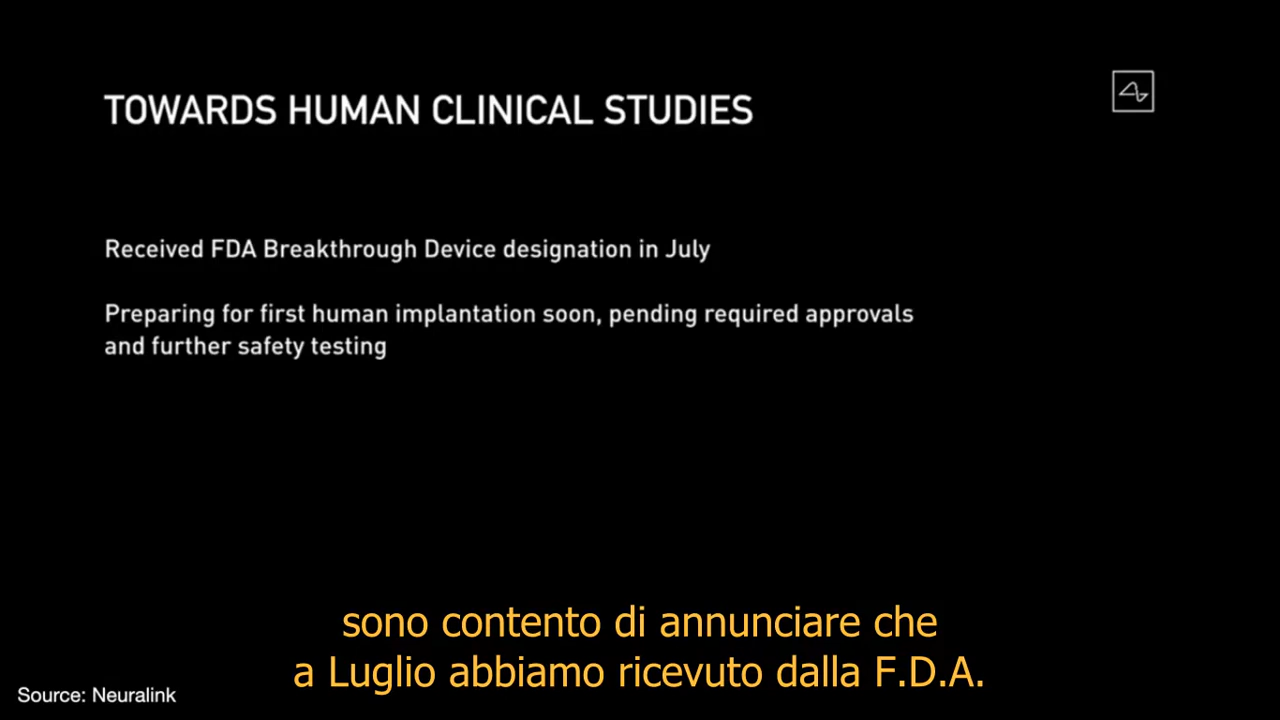 TOWARDS HUMAN CLINICAL STUDIES
Received FDA Breakthrough Device designation in July
Preparing for first human implantation soon, pending required approvals
and further safety testing
sono contento di annunciare che
a Luglio abbiamo ricevuto dalla F.D.A.
Source: Neuralink